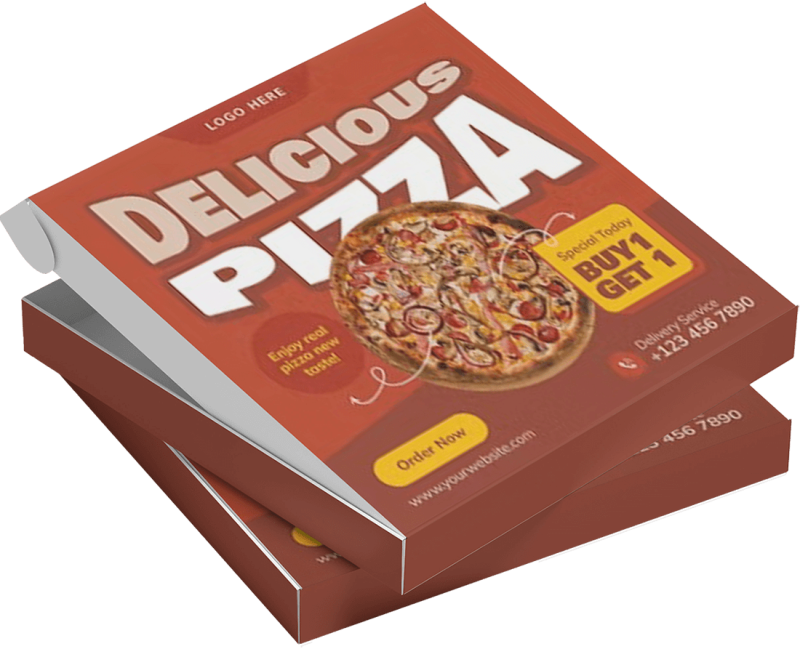 LOGO HERE
DELICIOUS
PIZZA
Special Today
BUY1
GET 1
Enjoy real
pizza new
taste!
Delivery Service
+123 456 7890
Order Now
www.yourwebsite.com
456 7890